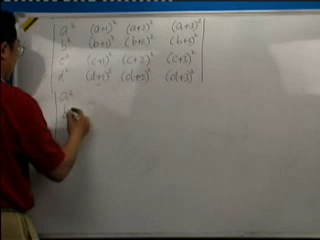 | a² (a+1)² (a+2)² (a+3)² |
| b² (b+1)² (b+2)² (b+3)² |
| c² (c+1)² (c+2)² (c+3)² |
| d² (d+1)² (d+2)² (d+3)² |
| a²